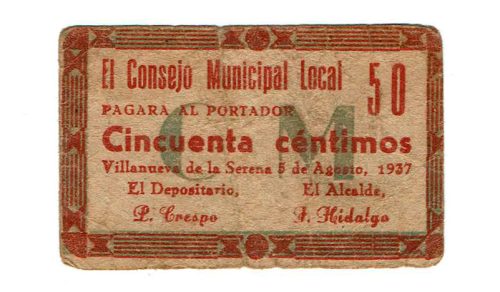 El Consejo Municipal Local 50
PAGARA AL PORTADOR
C M
Cincuenta céntimos
Villanueva de la Serena 5 de Agosto, 1937
El Depositario, El Alcalde,
P. Crespo J. Hidalgo